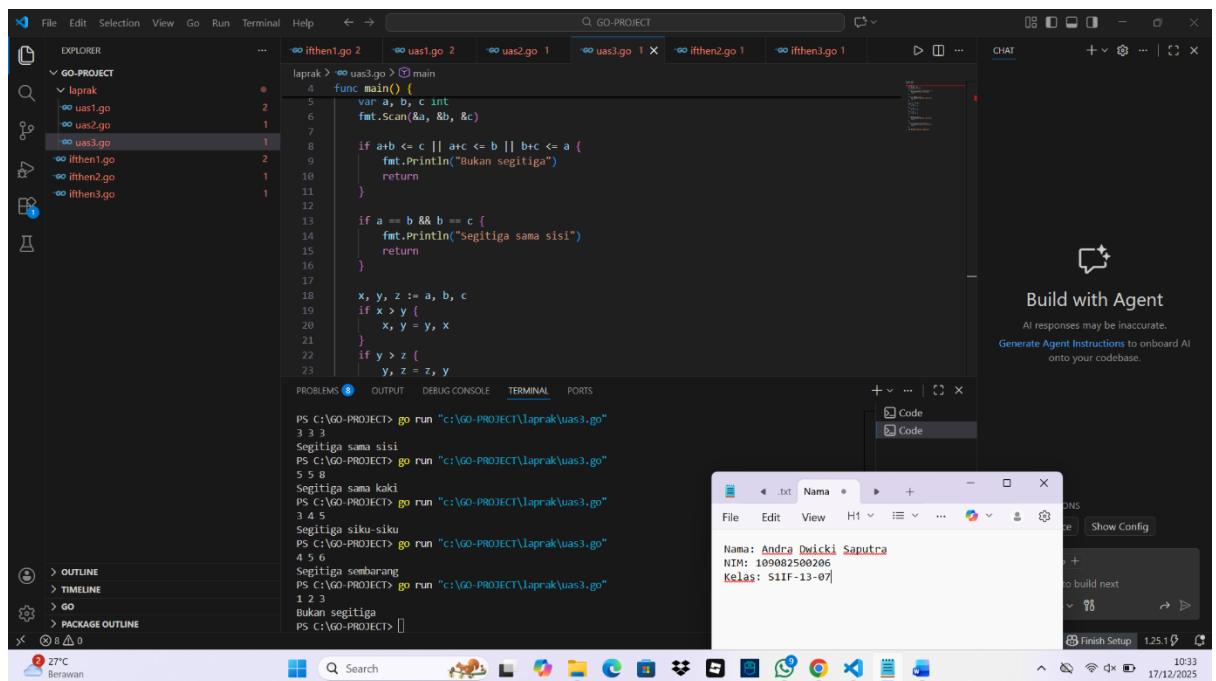 File Edit Selection View Go Run Terminal Help
GO-PROJECT
EXPLORER
GO-PROJECT
laprak
uas1.go 2
uas2.go 1
uas3.go 1
ifthen1.go 2
ifthen2.go 1
ifthen3.go 1
OUTLINE
TIMELINE
GO
PACKAGE OUTLINE
ifthen1.go 2 uas1.go 2 uas2.go 1 uas3.go 1 ifthen2.go 1 ifthen3.go 1
laprak > uas3.go > main
4 func main() {
5 var a, b, c int
6 fmt.Scan(&a, &b, &c)
7
8 if a+b <= c || a+c <= b || b+c <= a {
9 fmt.Println("Bukan segitiga")
10 return
11 }
12
13 if a == b && b == c {
14 fmt.Println("Segitiga sama sisi")
15 return
16 }
17
18 x, y, z := a, b, c
19 if x > y {
20 x, y = y, x
21 }
22 if y > z {
23 y, z = z, y
PROBLEMS 8 OUTPUT DEBUG CONSOLE TERMINAL PORTS
PS C:\GO-PROJECT> go run "c:\GO-PROJECT\laprak\uas3.go"
3 3 3
Segitiga sama sisi
PS C:\GO-PROJECT> go run "c:\GO-PROJECT\laprak\uas3.go"
5 5 8
Segitiga sama kaki
PS C:\GO-PROJECT> go run "c:\GO-PROJECT\laprak\uas3.go"
3 4 5
Segitiga siku-siku
PS C:\GO-PROJECT> go run "c:\GO-PROJECT\laprak\uas3.go"
4 5 6
Segitiga sembarang
PS C:\GO-PROJECT> go run "c:\GO-PROJECT\laprak\uas3.go"
1 2 3
Bukan segitiga
PS C:\GO-PROJECT>
Code
Code
CHAT
Build with Agent
AI responses may be inaccurate.
Generate Agent Instructions to onboard AI
onto your codebase.
Show Config
to build next
.txt Nama
File Edit View H1
Nama: Andra Dwicki Saputra
NIM: 109082500206
Kelas: S1IF-13-07
8 0
Finish Setup 1.25.1
2
27°C
Berawan
Search
9
10:33
17/12/2025